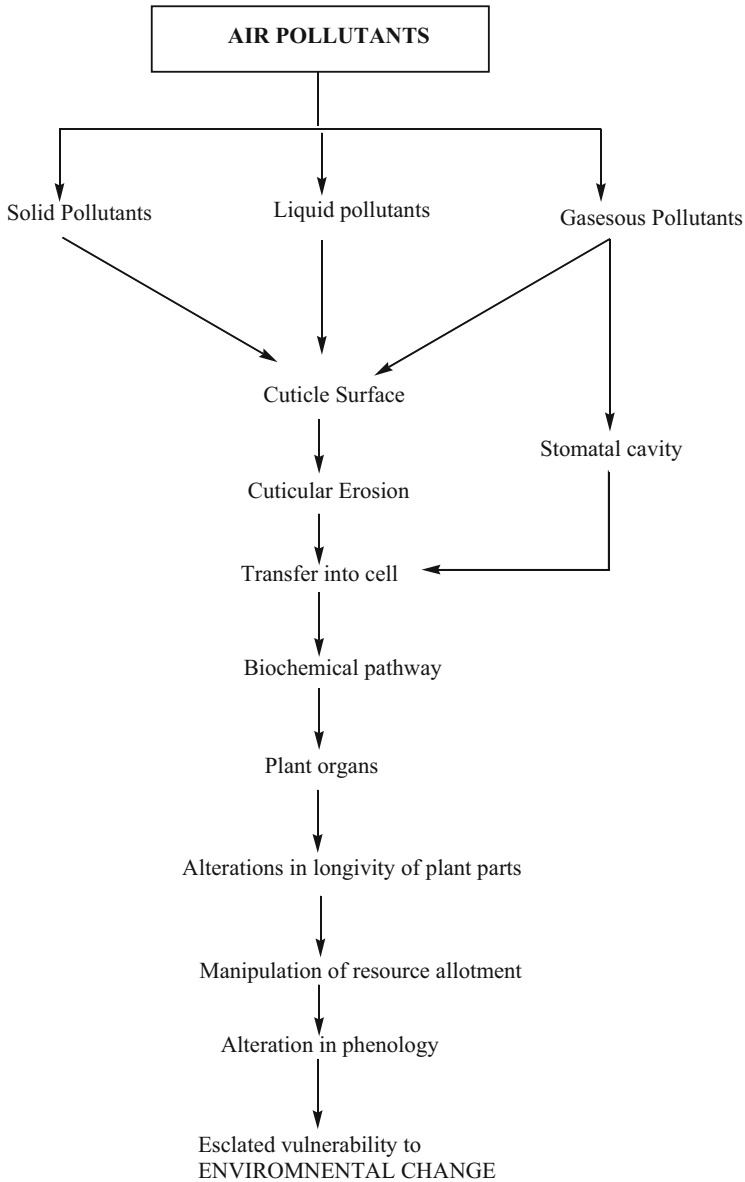 AIR POLLUTANTS
Solid Pollutants
Liquid pollutants
Gasesous Pollutants
Cuticle Surface
Stomatal cavity
Cuticular Erosion
Transfer into cell
Biochemical pathway
Plant organs
Alterations in longivity of plant parts
Manipulation of resource allotment
Alteration in phenology
Esclated vulnerability to
ENVIROMNENTAL CHANGE